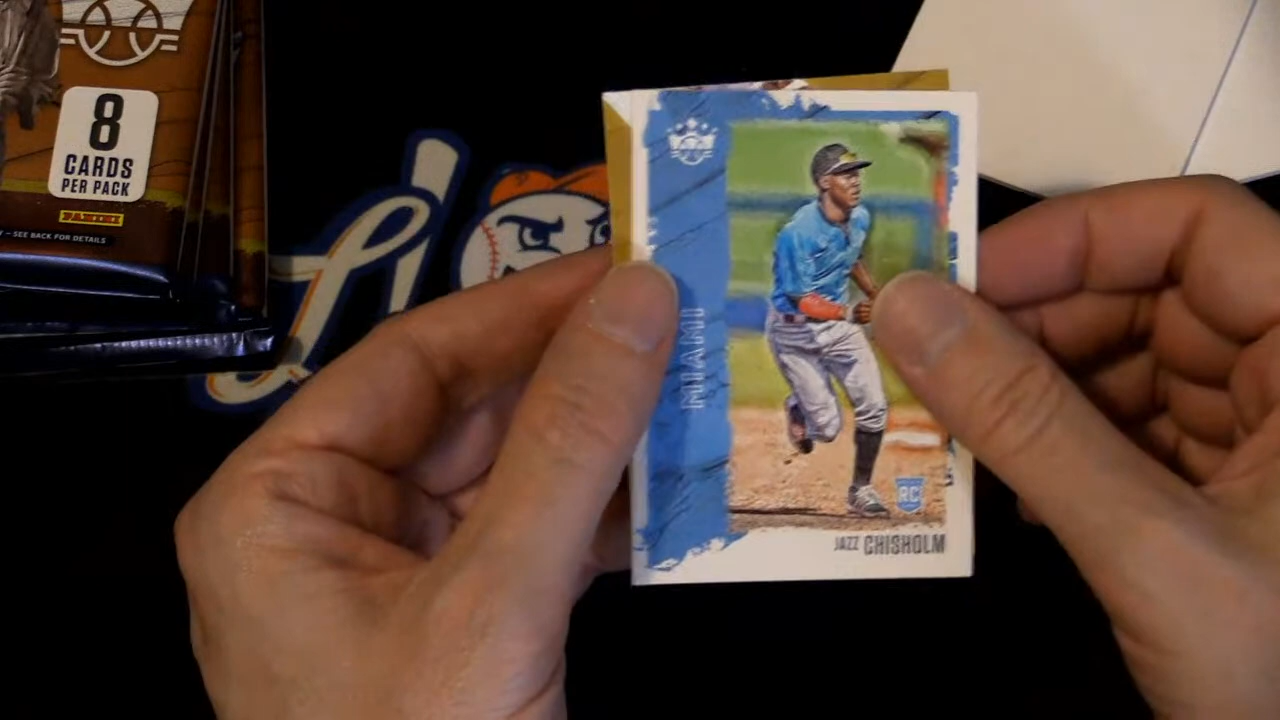 8
CARDS
PER PACK
PANINI
- SEE BACK FOR DETAILS
MIAMI
RC
JAZZ CHISHOLM